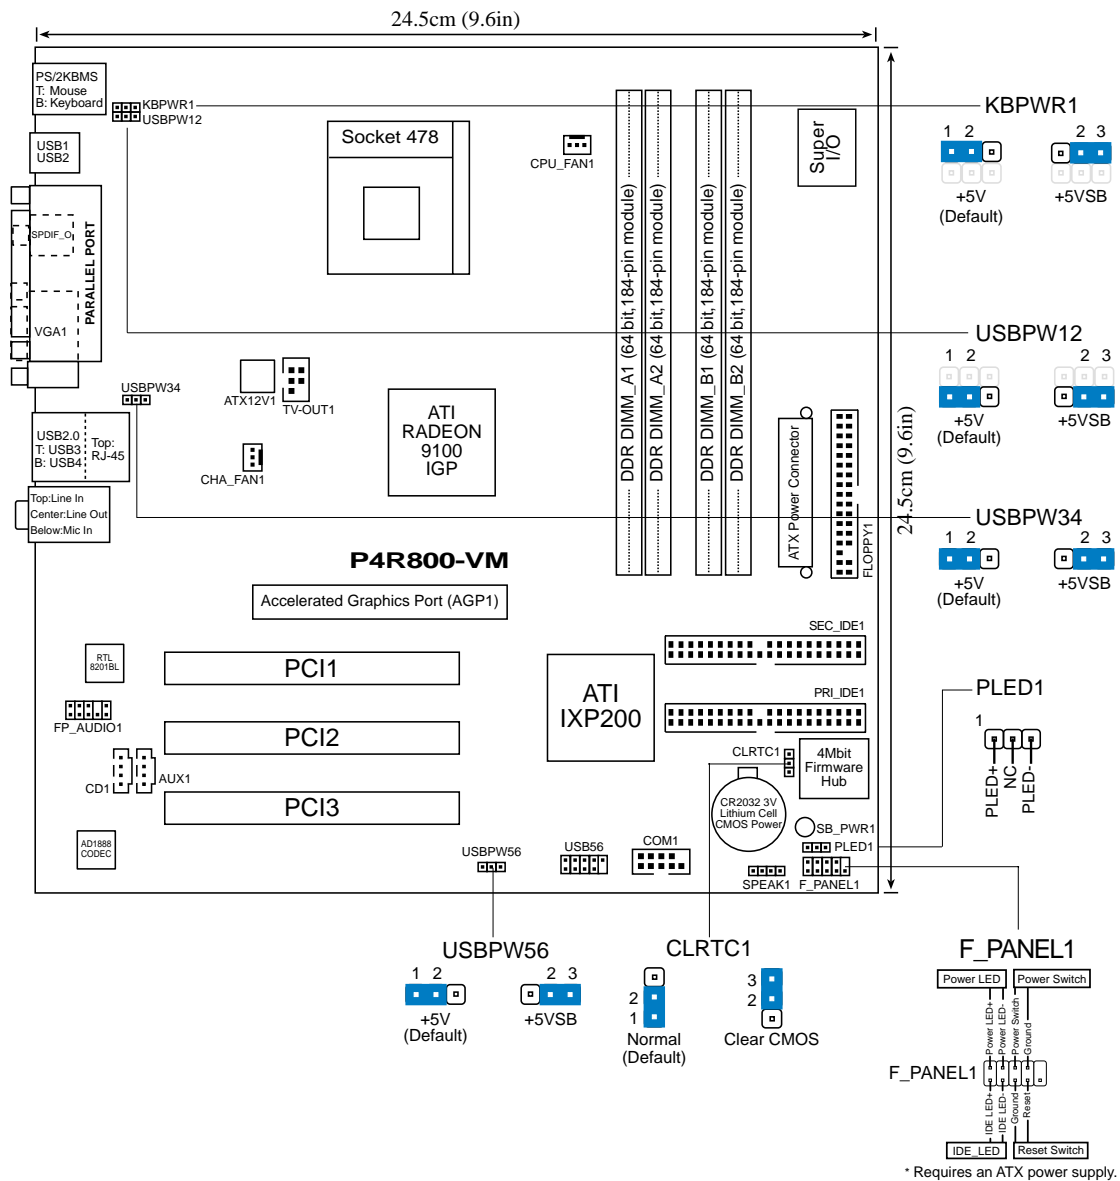 24.5cm (9.6in)
PS/2KBMS
T: Mouse
B: Keyboard
KBPWR1
USBPW12
USB1
USB2
SPDIF_O
PARALLEL PORT
VGA1
Socket 478
CPU_FAN1
Super
I/O
DDR DIMM_A1 (64 bit,184-pin module)
DDR DIMM_A2 (64 bit,184-pin module)
DDR DIMM_B1 (64 bit,184-pin module)
DDR DIMM_B2 (64 bit,184-pin module)
24.5cm (9.6in)
KBPWR1
1 2
2 3
+5V
(Default)
+5VSB
USBPW12
1 2
2 3
+5V
(Default)
+5VSB
USBPW34
ATX12V1
TV-OUT1
CHA_FAN1
ATI
RADEON
9100
IGP
ATX Power Connector
FLOPPY1
USB2.0
T: USB3
B: USB4
Top:
RJ-45
Top:Line In
Center:Line Out
Below:Mic In
USBPW34
1 2
2 3
+5V
(Default)
+5VSB
P4R800-VM
Accelerated Graphics Port (AGP1)
SEC_IDE1
RTL
8201BL
PCI1
ATI
IXP200
PRI_IDE1
FP_AUDIO1
PCI2
CLRTC1
4Mbit
Firmware
Hub
CD1
AUX1
PCI3
CR2032 3V
Lithium Cell
CMOS Power
SB_PWR1
AD1888
CODEC
USBPW56
USB56
COM1
PLED1
SPEAK1
F_PANEL1
PLED1
1
PLED+
NC
PLED-
USBPW56
1 2
2 3
+5V
(Default)
+5VSB
CLRTC1
2
1
3
2
Normal
(Default)
Clear CMOS
F_PANEL1
Power LED
Power Switch
Power LED+
Power LED-
Power Switch
Ground
F_PANEL1
IDE LED+
IDE LED-
Ground
Reset
IDE_LED
Reset Switch
* Requires an ATX power supply.